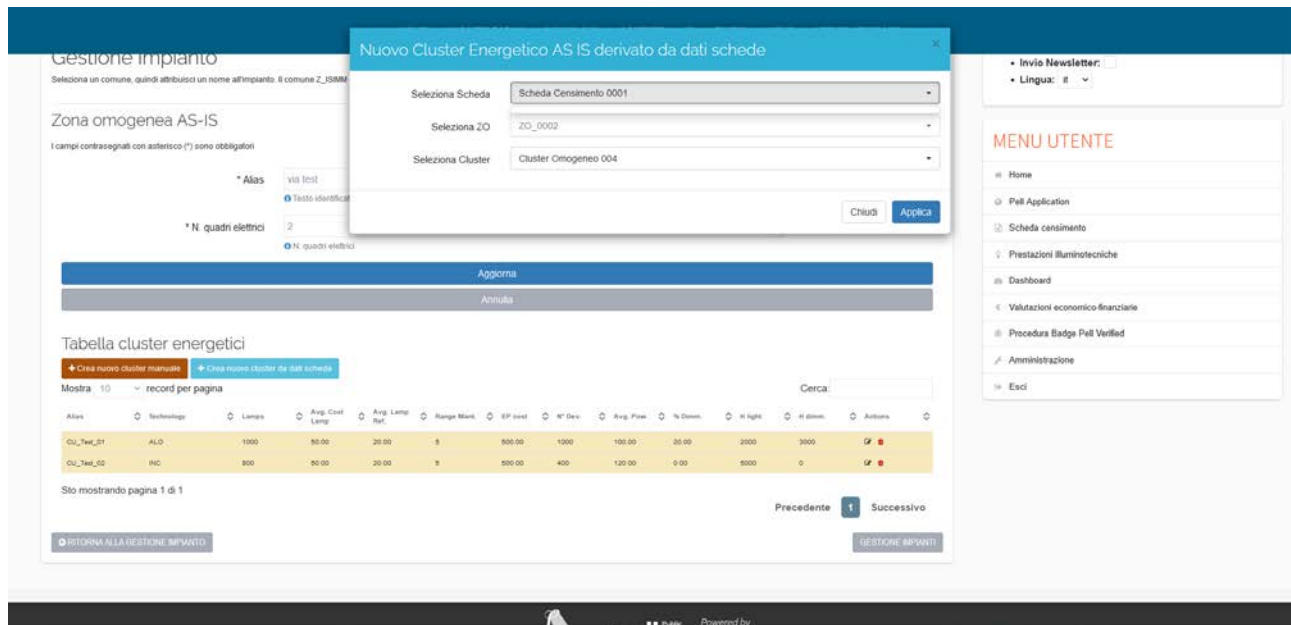 Nuovo Cluster Energetico AS IS derivato da dati schede
×
Seleziona Scheda
Scheda Censimento 0001
Seleziona ZO
ZO_0002
Seleziona Cluster
Cluster Omogeneo 004
Chiudi
Applica
Gestione Impianto
Seleziona un comune, quindi attribuisci un nome all'impianto. Il comune Z_ISIMM
Zona omogenea AS-IS
I campi contrasegnati con asterisco (*) sono obbligatori
* Alias
via test
Testo identificat
* N. quadri elettrici
2
N. quadri elettrici
Aggiorna
Annulla
Tabella cluster energetici
+ Crea nuovo cluster manuale
+ Crea nuovo cluster da dati scheda
Mostra 10 record per pagina
Cerca:
Alias Technology Lamps Avg. Cost Lamp Avg. Lamp Ref. Range Mant. EP cost N° Dev. Avg. Pow. % Dimm. H light. H dimm. Actions
CU_Test_01 ALO 1000 50.00 20.00 5 500.00 1000 100.00 20.00 2000 3000
CU_Test_02 INC 800 50.00 20.00 5 500.00 400 120.00 0.00 5000 0
Sto mostrando pagina 1 di 1
Precedente 1 Successivo
RITORNA ALLA GESTIONE IMPIANTO
GESTIONE IMPIANTI
• Invio Newsletter:
• Lingua: it
MENU UTENTE
Home
Pell Application
Scheda censimento
Prestazioni illuminotecniche
Dashboard
Valutazioni economico-finanziarie
Procedura Badge Pell Verified
Amministrazione
Esci
Public
Powered by